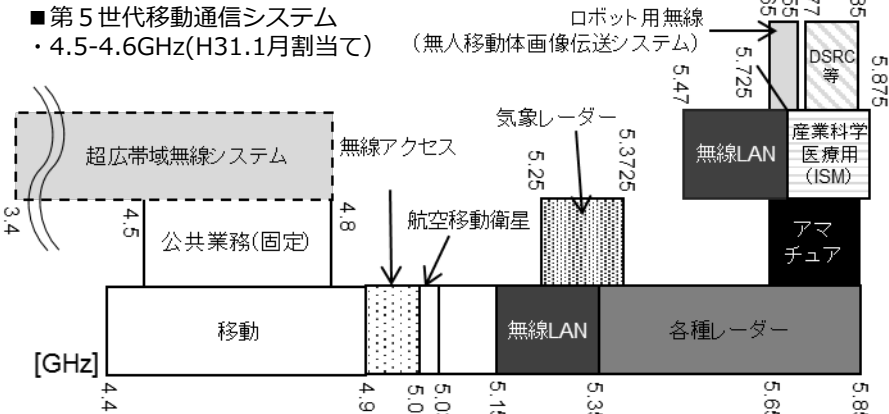 ■第５世代移動通信システム
・4.5-4.6GHz(H31.1月割当て)
ロボット用無線
（無人移動体画像伝送システム）
DSRC
等
5.875
5.725
5.47
無線LAN
産業科学
医療用
（ISM）
気象レーダー
5.25
5.3725
超広帯域無線システム
無線アクセス
3.4
4.5
4.8
公共業務(固定)
航空移動衛星
アマ
チュア
移動
無線LAN
各種レーダー
[GHz]
4.4
4.9